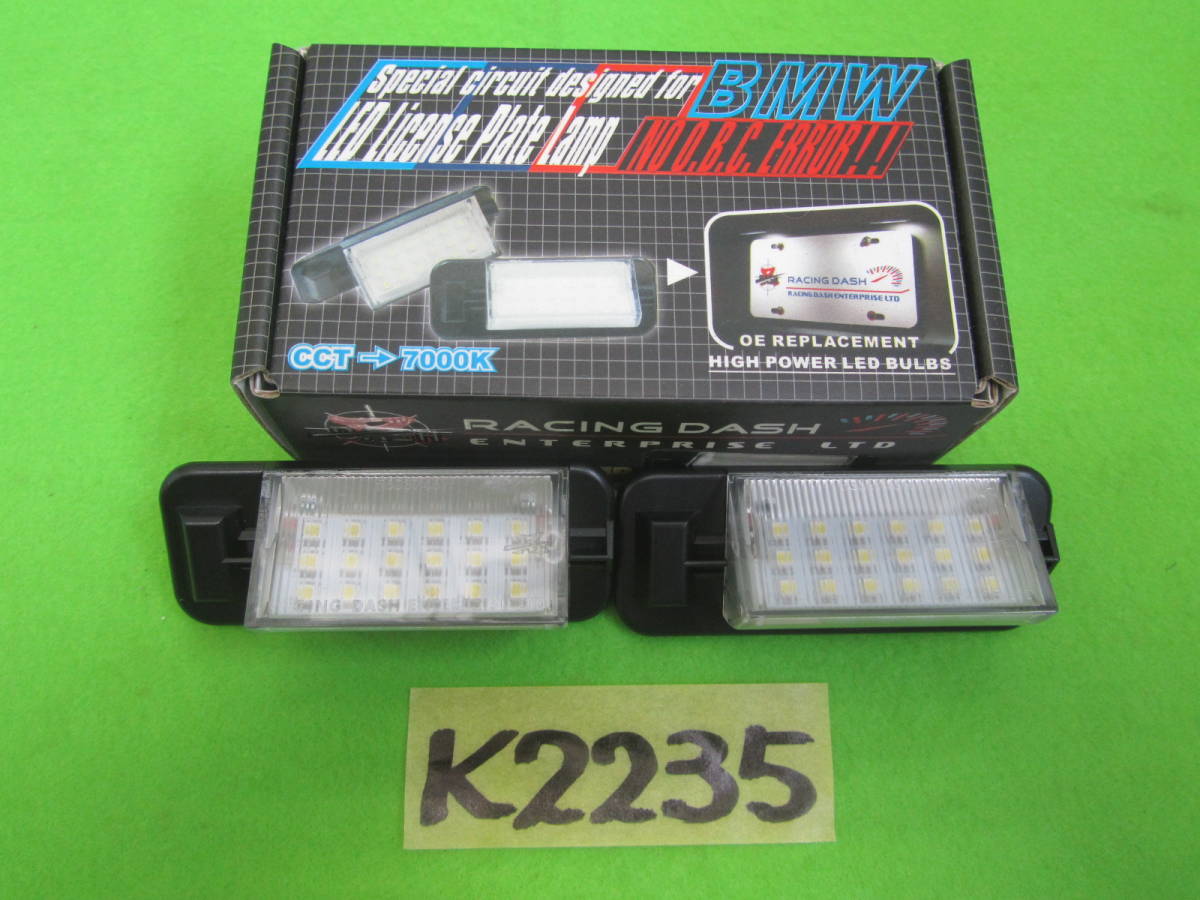 Special circuit designed for BMW
LED License Plate Lamp NO O.B.C. ERROR!!
RACING DASH
RACING DASH ENTERPRISE LTD
OE REPLACEMENT
HIGH POWER LED BULBS
CCT 7000K
RACING DASH
ENTERPRISE LTD
K2235